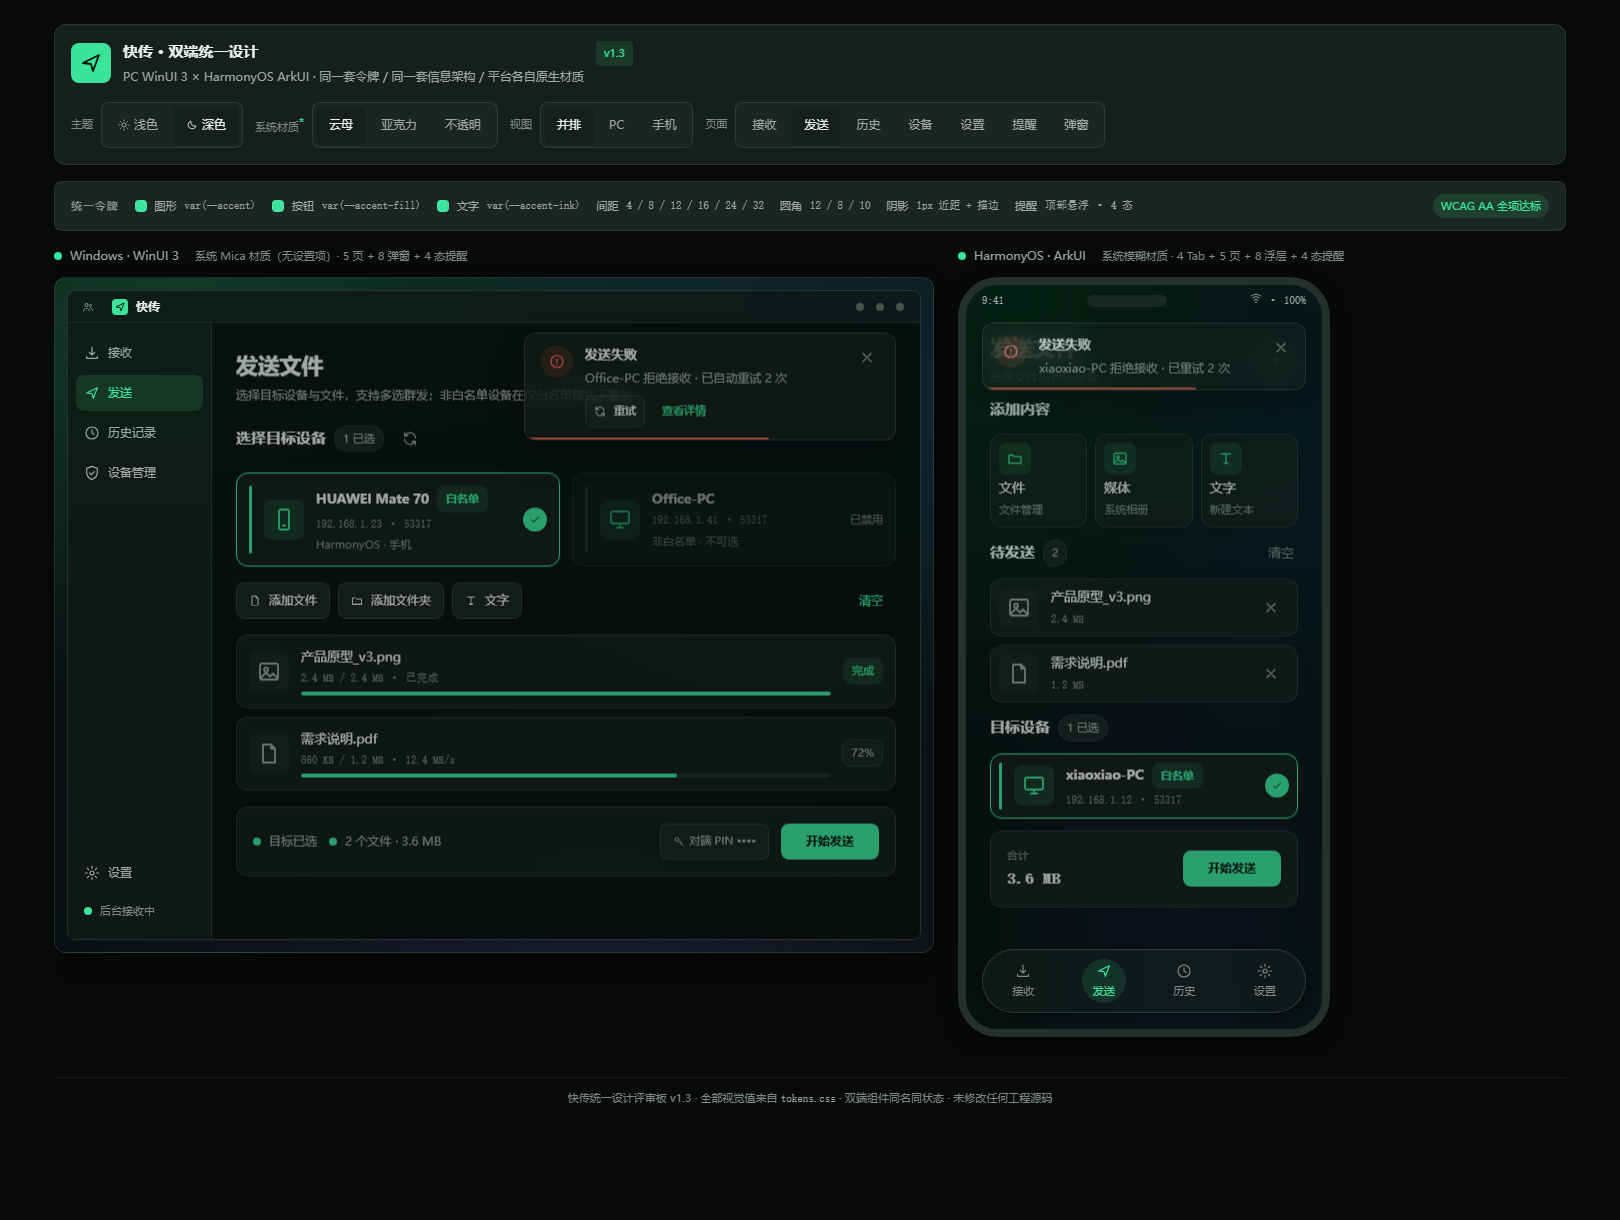 快传 · 双端统一设计
v1.3
PC WinUI 3 × HarmonyOS ArkUI · 同一套令牌 / 同一套信息架构 / 平台各自原生材质
主题 浅色 深色 系统材质* 云母 亚克力 不透明 视图 并排 PC 手机 页面 接收 发送 历史 设备 设置 提醒 弹窗
统一令牌 图形 var(--accent) 按钮 var(--accent-fill) 文字 var(--accent-ink) 间距 4 / 8 / 12 / 16 / 24 / 32 圆角 12 / 8 / 10 阴影 1px 近距 + 描边 提醒 顶部悬浮 · 4 态 WCAG AA 全项达标
Windows · WinUI 3 系统 Mica 材质（无设置项）· 5 页 + 8 弹窗 + 4 态提醒
快传
接收
发送
历史记录
设备管理
设置
后台接收中
发送文件
选择目标设备与文件，支持多选群发；非白名单设备在
发送失败
Office-PC 拒绝接收 · 已自动重试 2 次
重试 查看详情
选择目标设备 1 已选
HUAWEI Mate 70 白名单
192.168.1.23 · 53317
HarmonyOS · 手机
Office-PC
192.168.1.41 · 53317
非白名单 · 不可选
已禁用
添加文件 添加文件夹 文字 清空
产品原型_v3.png
2.4 MB / 2.4 MB · 已完成
完成
需求说明.pdf
860 KB / 1.2 MB · 12.4 MB/s
72%
目标已选 2 个文件 · 3.6 MB 对端 PIN •••• 开始发送
HarmonyOS · ArkUI 系统模糊材质 · 4 Tab + 5 页 + 8 浮层 + 4 态提醒
9:41 100%
发送失败
xiaoxiao-PC 拒绝接收 · 已重试 2 次
添加内容
文件
文件管理
媒体
系统相册
文字
新建文本
待发送 2 清空
产品原型_v3.png
2.4 MB
需求说明.pdf
1.2 MB
目标设备 1 已选
xiaoxiao-PC 白名单
192.168.1.12 · 53317
合计
3.6 MB
开始发送
接收 发送 历史 设置
快传统一设计评审板 v1.3 · 全部视觉值来自 tokens.css · 双端组件同名同状态 · 未修改任何工程源码